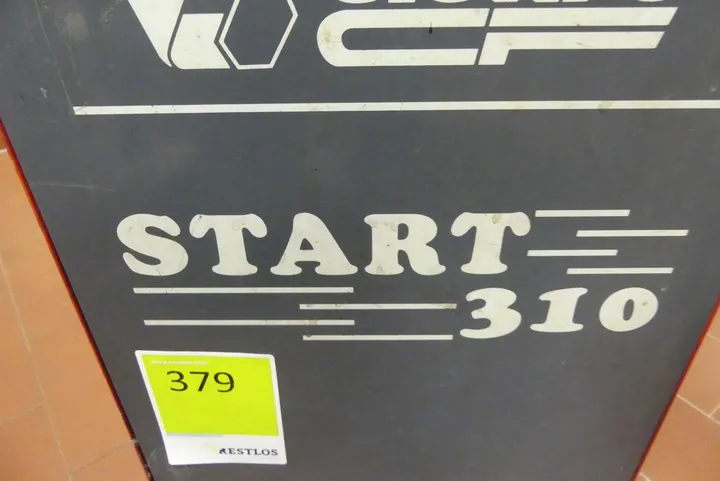 CF
START
310
379
RESTLOS